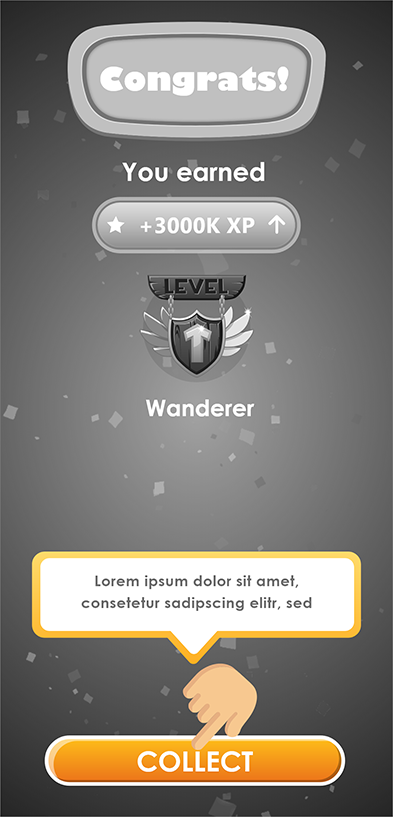 Congrats!
You earned
+3000K XP
LEVEL
Wanderer
Lorem ipsum dolor sit amet,
consetetur sadipscing elitr, sed
COLLECT